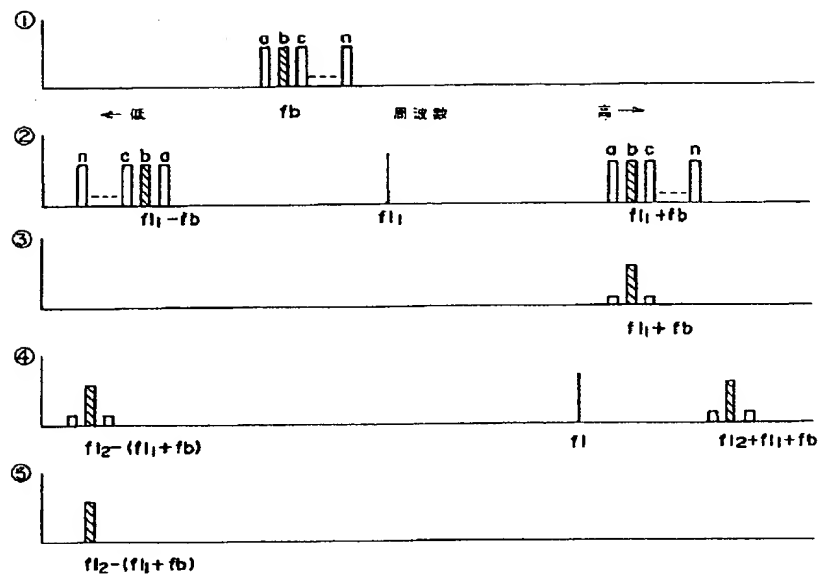 ①
a b c n
fb
← 低 周波数 高 →
②
n c b a
a b c n
fl₁-fb fl₁ fl₁+fb
③
fl₁+fb
④
fl₂-(fl₁+fb) fl fl₂+fl₁+fb
⑤
fl₂-(fl₁+fb)